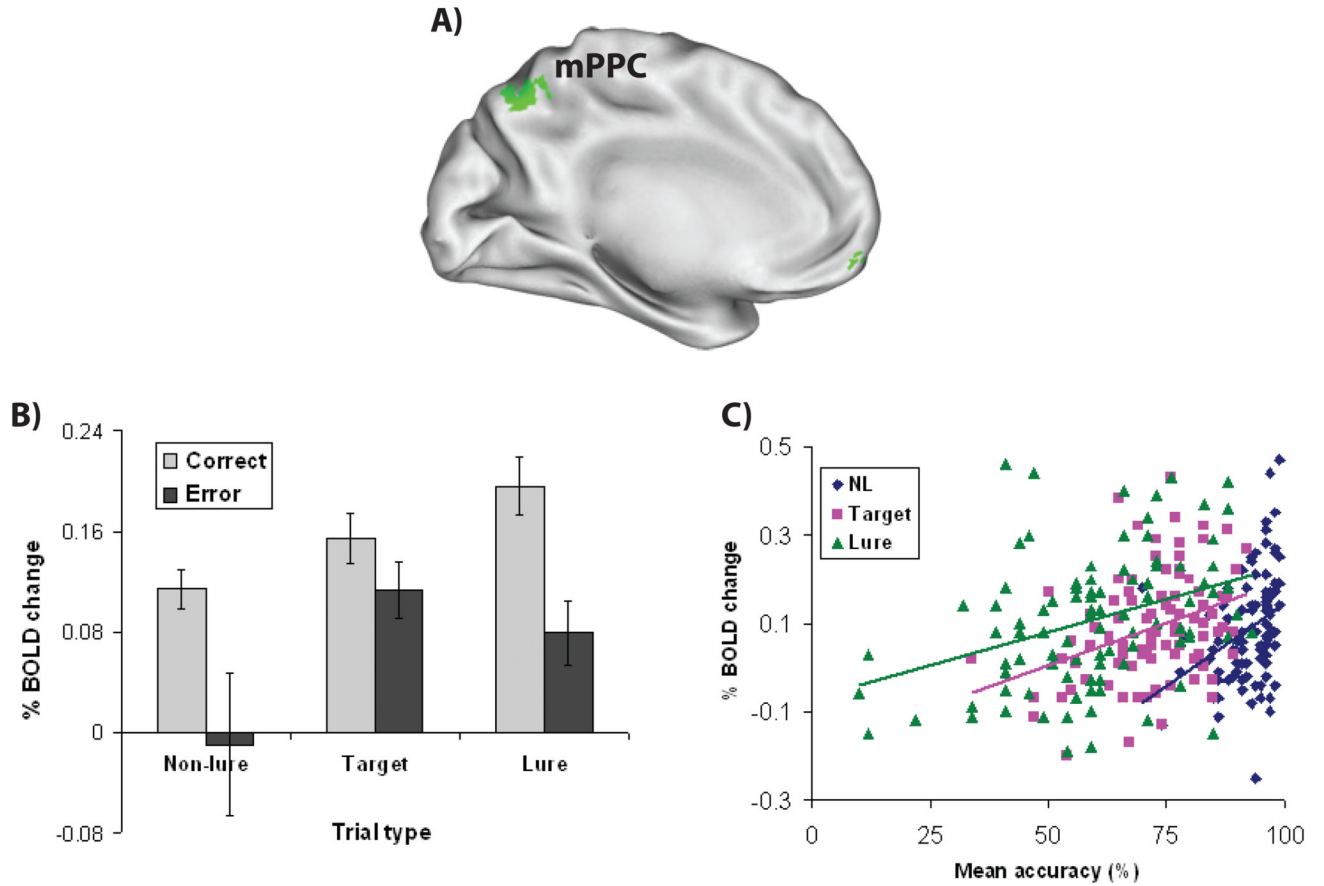 A)
mPPC
B)
% BOLD change
0.24
0.16
0.08
0
-0.08
Correct
Error
Non-lure
Target
Lure
Trial type
C)
% BOLD change
0.5
0.3
0.1
-0.1
-0.3
NL
Target
Lure
0
25
50
75
100
Mean accuracy (%)